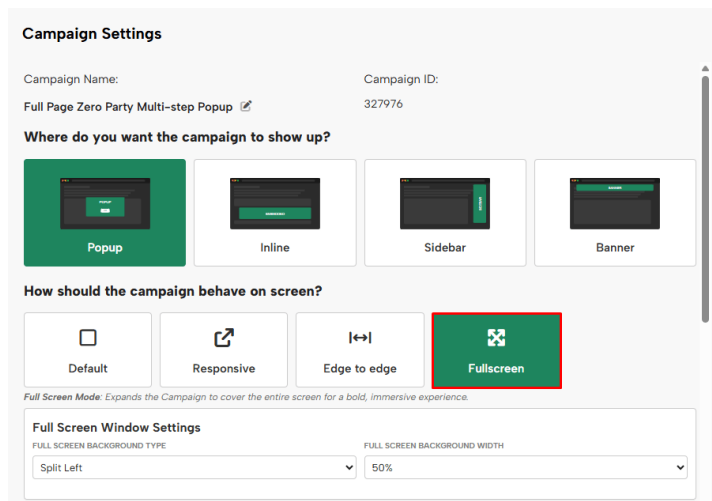 Campaign Settings
Campaign Name: Campaign ID:
Full Page Zero Party Multi-step Popup 327976
Where do you want the campaign to show up?
POPUP
SIDEBAR
BANNER
Popup Inline Sidebar Banner
How should the campaign behave on screen?
Default Responsive Edge to edge Fullscreen
Full Screen Mode: Expands the Campaign to cover the entire screen for a bold, immersive experience.
Full Screen Window Settings
FULL SCREEN BACKGROUND TYPE FULL SCREEN BACKGROUND WIDTH
Split Left 50%